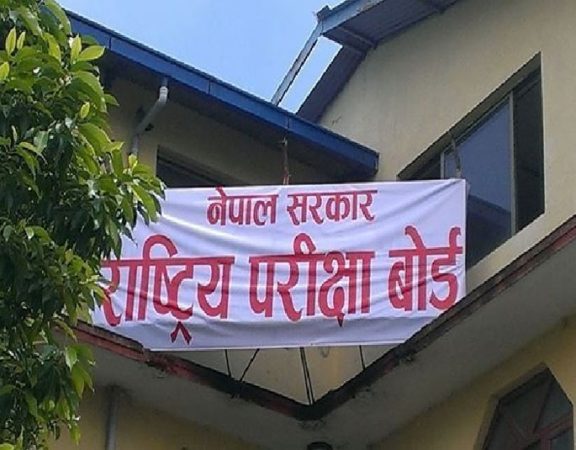 नेपाल सरकार
राष्ट्रिय परीक्षा बोर्ड